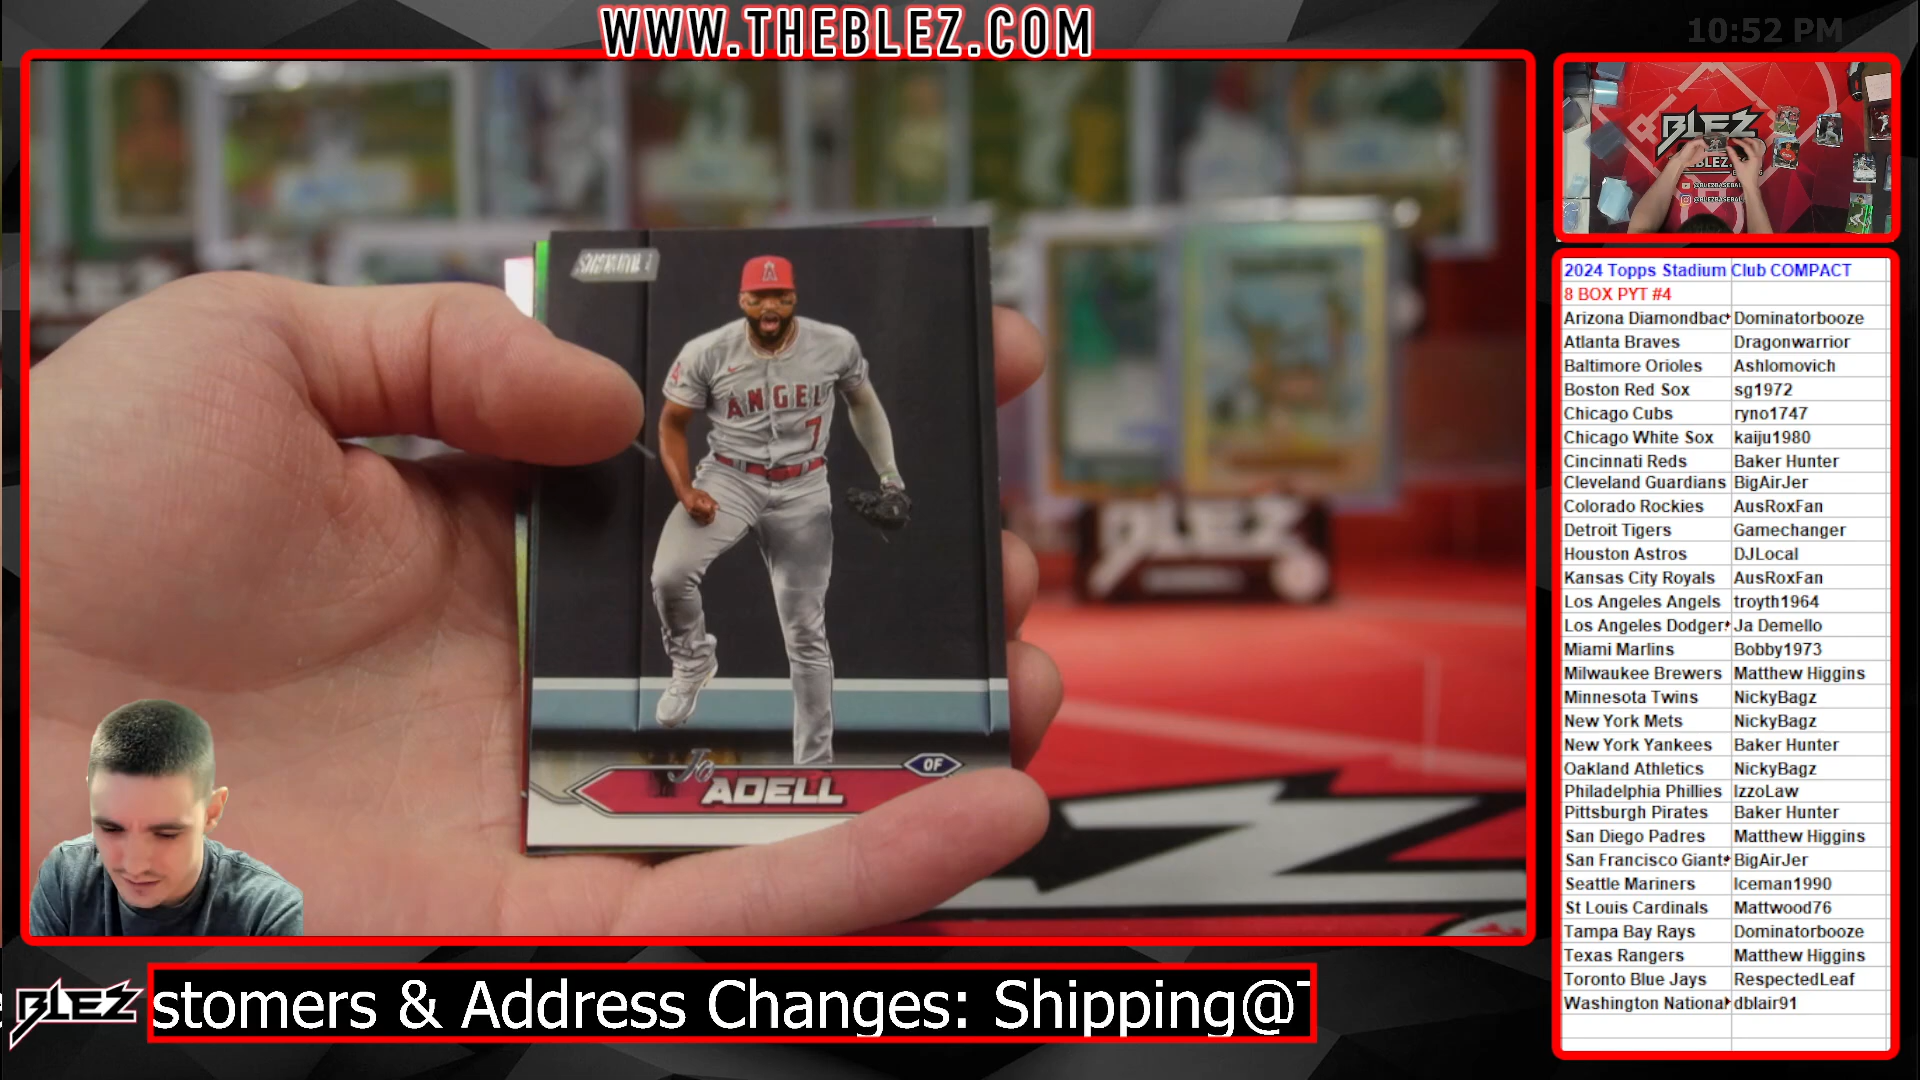 WWW.THEBLEZ.COM
10:52 PM
ANGEL
7
Jo
ADELL
OF
BLEZ
BLEZ
2024 Topps Stadium Club COMPACT
8 BOX PYT #4
Arizona Diamondbac Dominatorbooze
Atlanta Braves Dragonwarrior
Baltimore Orioles Ashlomovich
Boston Red Sox sg1972
Chicago Cubs ryno1747
Chicago White Sox kaiju1980
Cincinnati Reds Baker Hunter
Cleveland Guardians BigAirJer
Colorado Rockies AusRoxFan
Detroit Tigers Gamechanger
Houston Astros DJLocal
Kansas City Royals AusRoxFan
Los Angeles Angels troyth1964
Los Angeles Dodger Ja Demello
Miami Marlins Bobby1973
Milwaukee Brewers Matthew Higgins
Minnesota Twins NickyBagz
New York Mets NickyBagz
New York Yankees Baker Hunter
Oakland Athletics NickyBagz
Philadelphia Phillies IzzoLaw
Pittsburgh Pirates Baker Hunter
San Diego Padres Matthew Higgins
San Francisco Giant BigAirJer
Seattle Mariners Iceman1990
St Louis Cardinals Mattwood76
Tampa Bay Rays Dominatorbooze
Texas Rangers Matthew Higgins
Toronto Blue Jays RespectedLeaf
Washington Nationa dblair91
BLEZ
stomers & Address Changes: Shipping@T